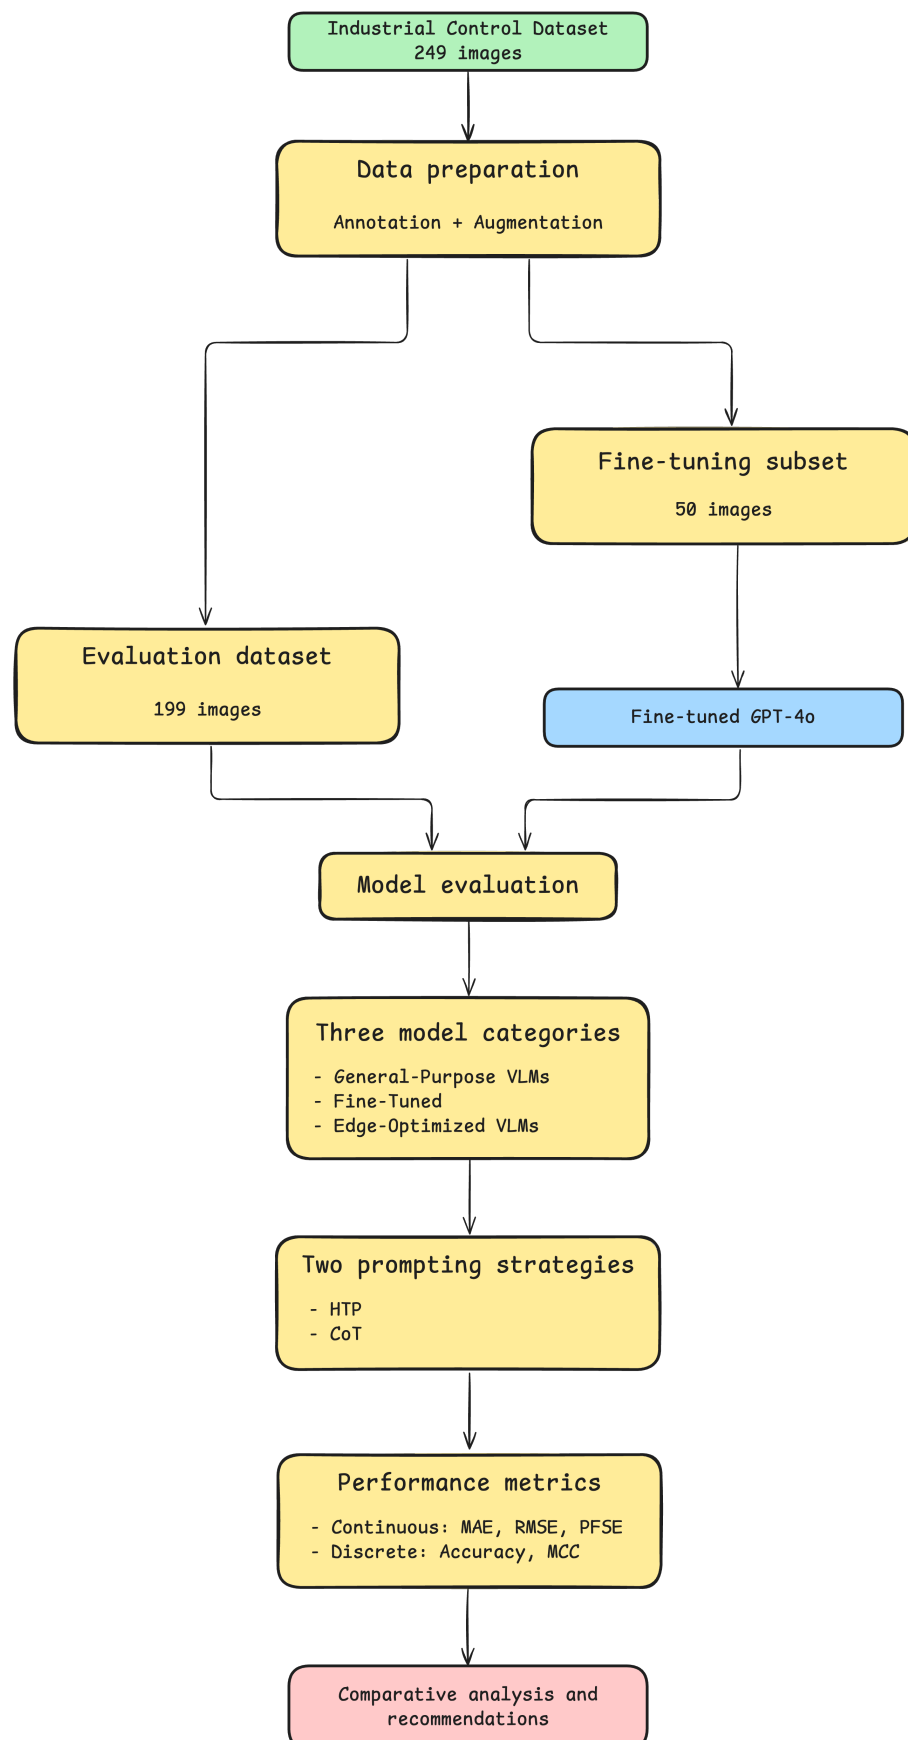 Industrial Control Dataset
249 images
Data preparation
Annotation + Augmentation
Fine-tuning subset
50 images
Evaluation dataset
199 images
Fine-tuned GPT-4o
Model evaluation
Three model categories
- General-Purpose VLMs
- Fine-Tuned
- Edge-Optimized VLMs
Two prompting strategies
- HTP
- CoT
Performance metrics
- Continuous: MAE, RMSE, PFSE
- Discrete: Accuracy, MCC
Comparative analysis and
recommendations